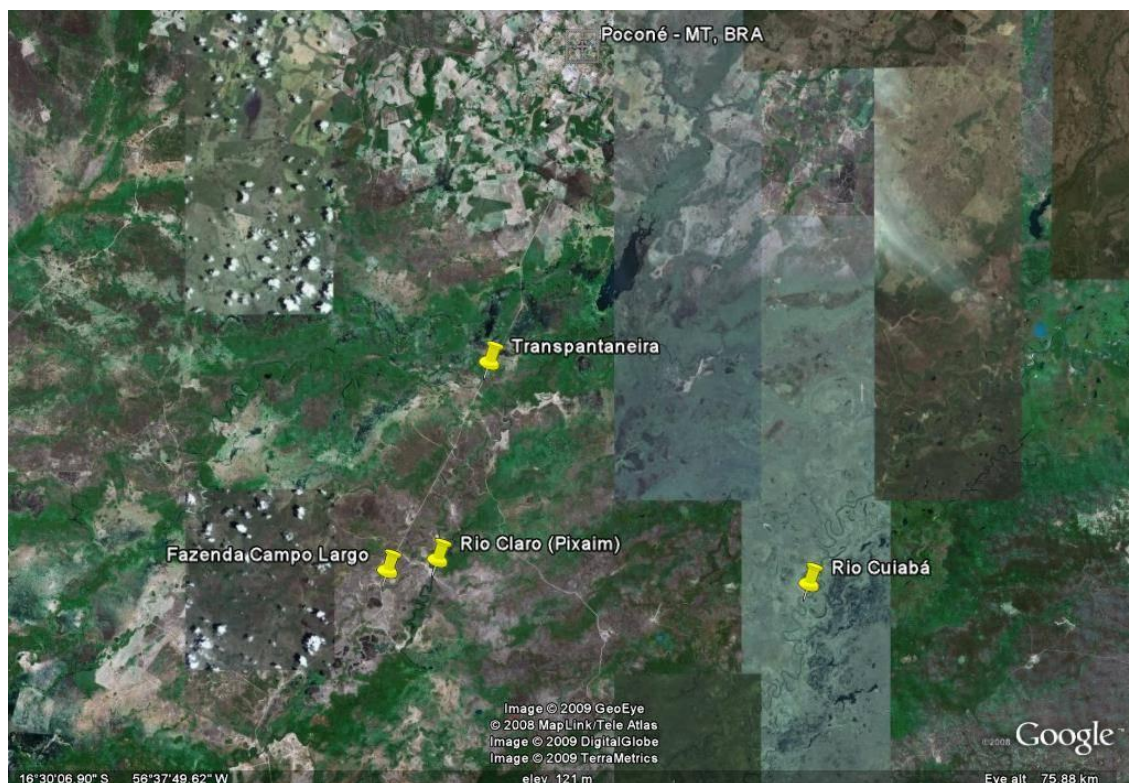 Poconé - MT, BRA
Transpantaneira
Rio Claro (Pixaim)
Fazenda Campo Largo
Rio Cuiabá
Image © 2009 GeoEye
© 2008 MapLink/Tele Atlas
Image © 2009 DigitalGlobe
Image © 2009 TerraMetrics
©2008 Google™
16°30'06.90" S 56°37'49.62" W elev 121 m Eye alt 75.88 km